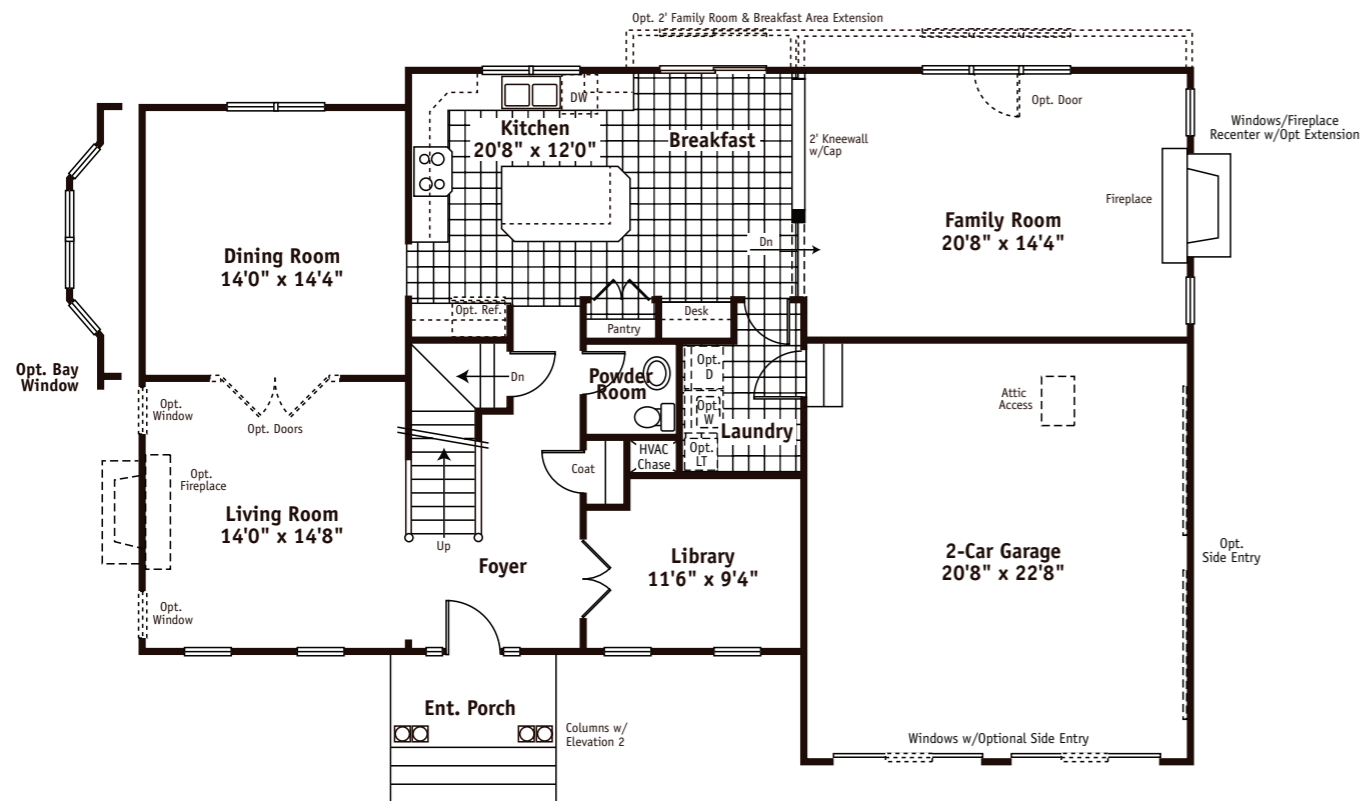 Opt. 2' Family Room & Breakfast Area Extension
DW
Kitchen
20'8" x 12'0"
Breakfast
2' Kneewall
w/Cap
Opt. Door
Windows/Fireplace
Recenter w/Opt Extension
Fireplace
Family Room
20'8" x 14'4"
Dn
Dining Room
14'0" x 14'4"
Opt. Ref.
Pantry
Desk
Opt. Bay
Window
Opt.
Window
Opt. Doors
Dn
Powder
Room
Opt.
D
Opt.
W
Opt.
LT
Laundry
Attic
Access
HVAC
Chase
Coat
Opt.
Fireplace
Living Room
14'0" x 14'8"
Up
Foyer
Library
11'6" x 9'4"
2-Car Garage
20'8 x 22'8"
Opt.
Side Entry
Opt.
Window
Ent. Porch
Columns w/
Elevation 2
Windows w/Optional Side Entry